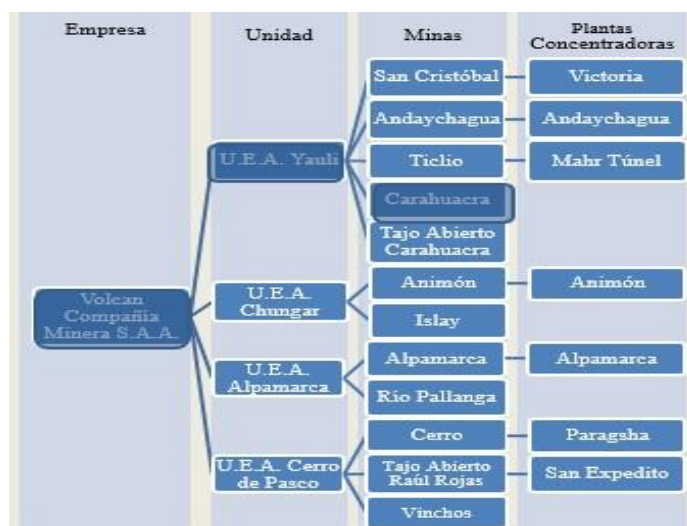 Empresa
Unidad
Minas
Plantas
Concentradoras
San Cristóbal
Victoria
Andaychagua
Andaychagua
U.E.A. Yauli
Ticlio
Mahr Túnel
Carahuacra
Tajo Abierto
Carahuacra
Volcan
Compañia
Minera S.A.A.
U.E.A.
Chungar
Animón
Animón
Islay
U.E.A.
Alpamarca
Alpamarca
Alpamarca
Río Pallanga
U.E.A. Cerro
de Pasco
Cerro
Paragsha
Tajo Abierto
Raúl Rojas
San Expedito
Vinchos